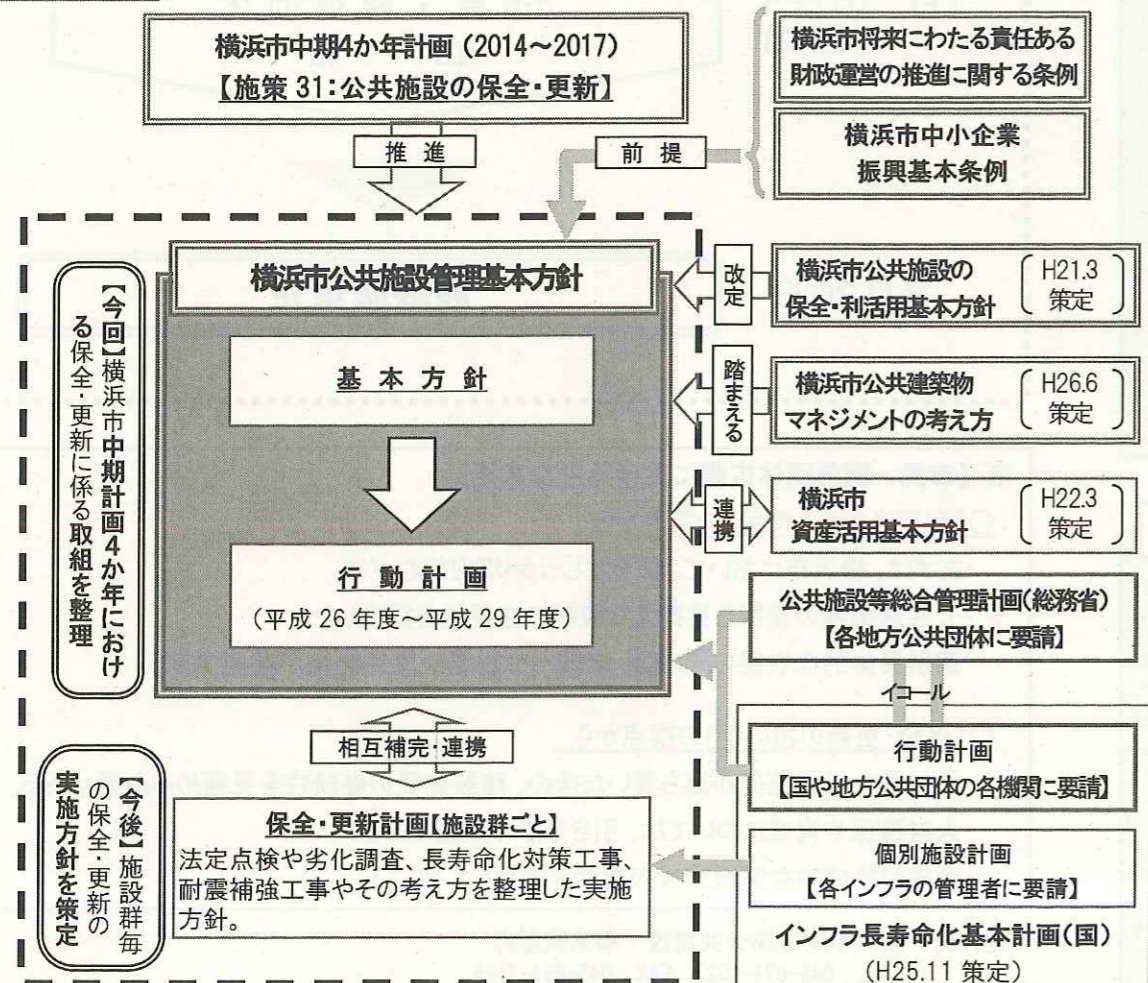 横浜市中期4か年計画（2014～2017）
【施策 31：公共施設の保全・更新】
横浜市将来にわたる責任ある
財政運営の推進に関する条例
横浜市中小企業
振興基本条例
推 進
前 提
横浜市公共施設管理基本方針
基 本 方 針
行 動 計 画
（平成 26 年度～平成 29 年度）
【今回】横浜市中期計画４か年におけ
る保全・更新に係る取組を整理
改定
横浜市公共施設の
保全・利活用基本方針
H21.3
策定
踏まえる
横浜市公共建築物
マネジメントの考え方
H26.6
策定
連携
横浜市
資産活用基本方針
H22.3
策定
公共施設等総合管理計画（総務省）
【各地方公共団体に要請】
イコール
行動計画
【国や地方公共団体の各機関に要請】
相互補完・連携
【今後】施設群毎
の保全・更新の
実施方針を策定
保全・更新計画【施設群ごと】
法定点検や劣化調査、長寿命化対策工事、
耐震補強工事やその考え方を整理した実施
方針。
個別施設計画
【各インフラの管理者に要請】
インフラ長寿命化基本計画（国）
（H25.11 策定）